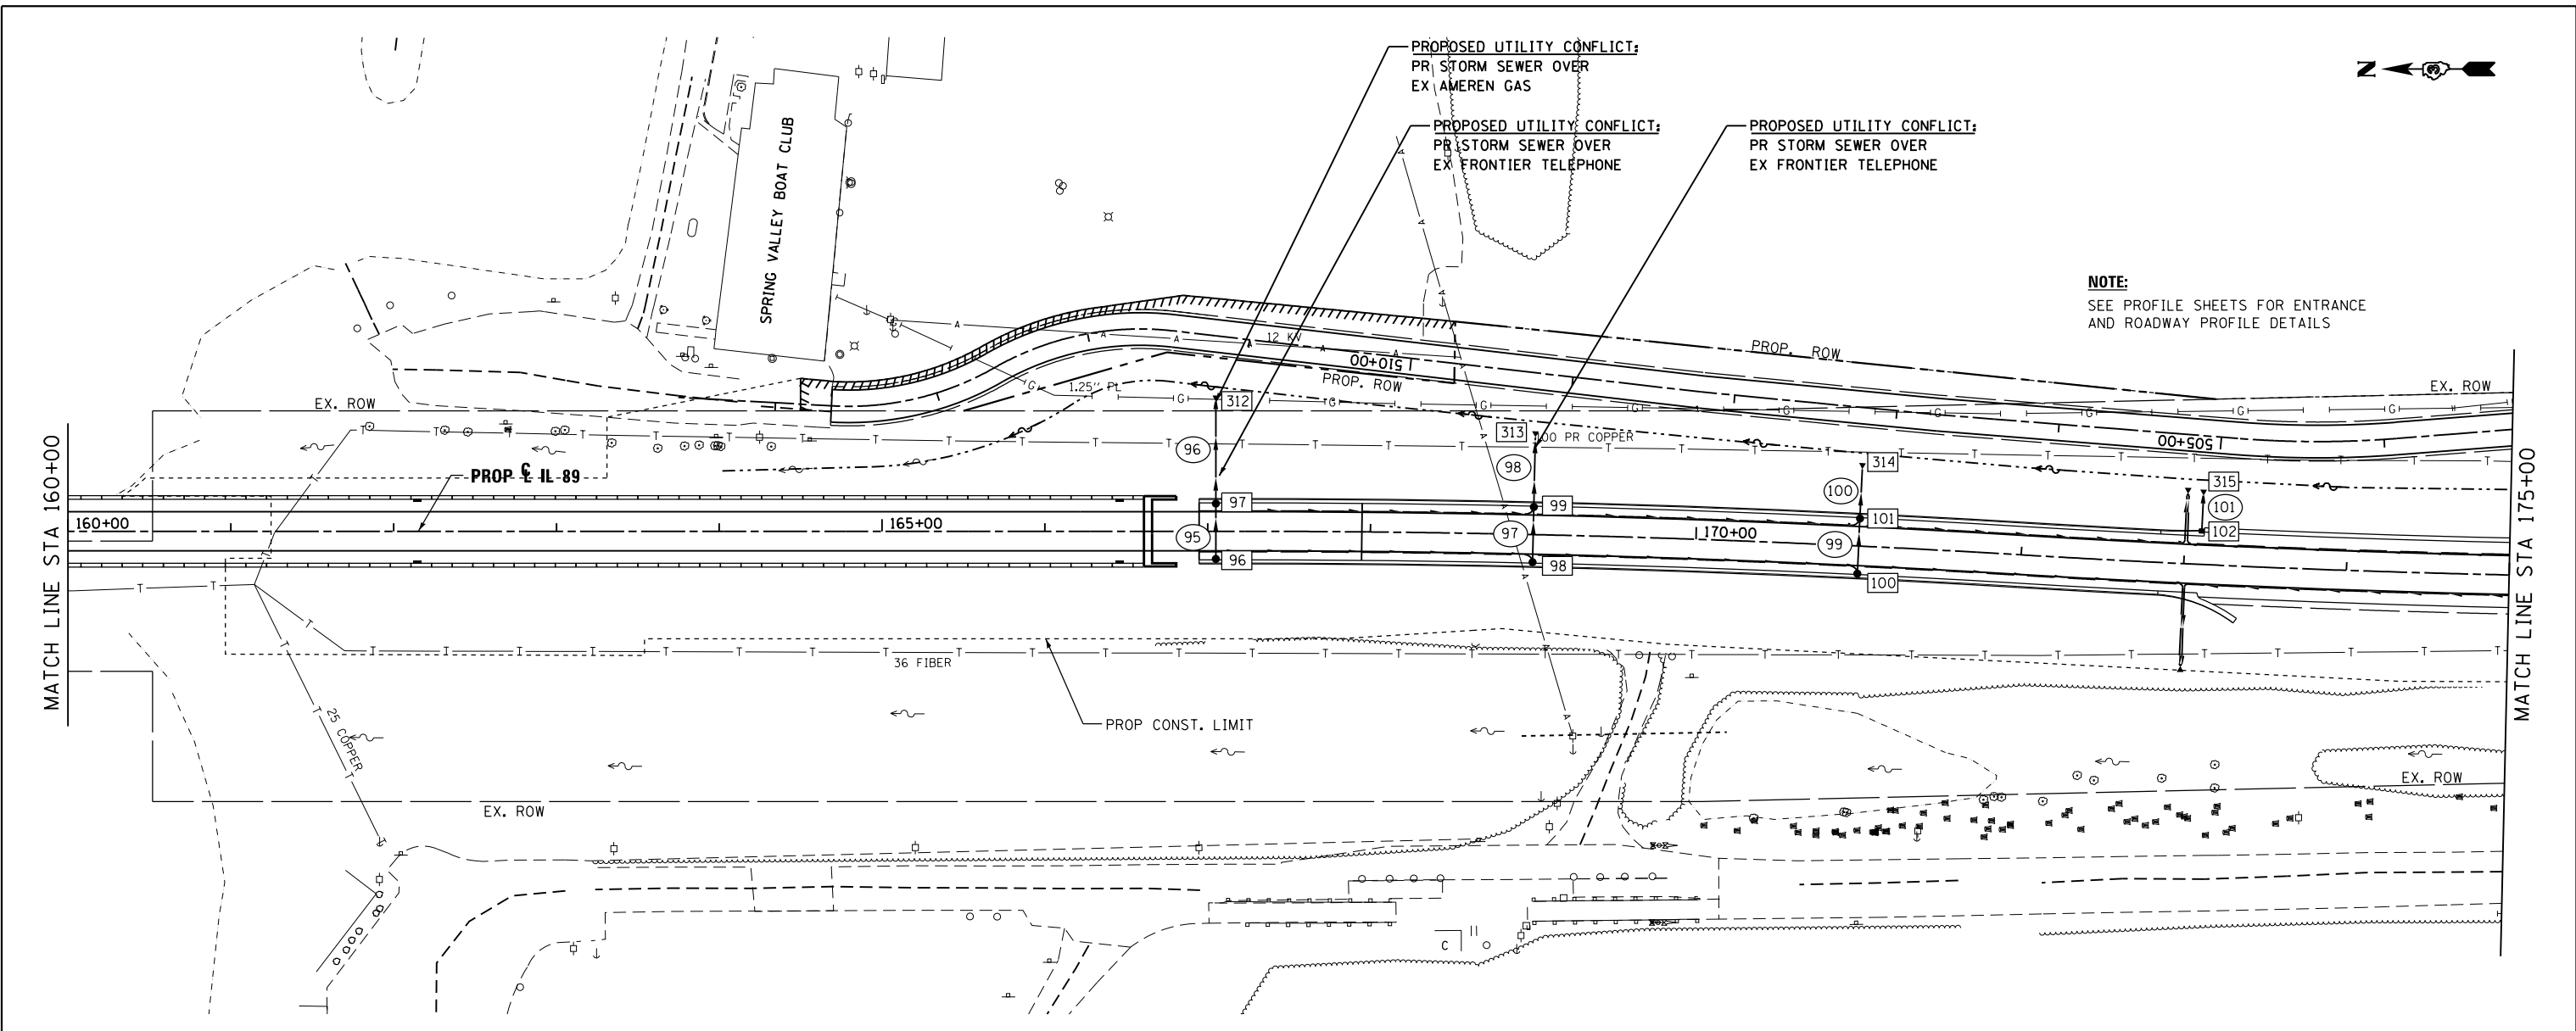 PROPOSED UTILITY CONFLICT:
PR STORM SEWER OVER
EX AMEREN GAS
PROPOSED UTILITY CONFLICT:
PR STORM SEWER OVER
EX FRONTIER TELEPHONE
PROPOSED UTILITY CONFLICT:
PR STORM SEWER OVER
EX FRONTIER TELEPHONE
N
3
SPRING VALLEY BOAT CLUB
NOTE:
SEE PROFILE SHEETS FOR ENTRANCE
AND ROADWAY PROFILE DETAILS
12 KV
1510+00
PROP. ROW
PROP. ROW
1.25" PL
EX. ROW
EX. ROW
312
313
100 PR COPPER
1505+00
96
98
314
100
315
101
PROP ℄ IL 89
MATCH LINE STA 160+00
MATCH LINE STA 175+00
97
99
101
102
160+00
165+00
170+00
95
97
99
96
98
100
36 FIBER
25 COPPER
PROP CONST. LIMIT
EX. ROW
EX. ROW
C